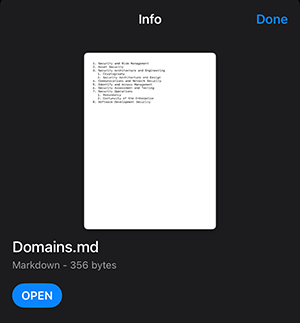 Info
Done
1. Security and Risk Management
2. Asset Security
3. Security Architecture and Engineering
1. Cryptography
2. Security Architecture and Design
4. Communications and Network Security
5. Identity and Access Management
6. Security Assessment and Testing
7. Security Operations
1. Forensics
2. Continuity of the Enterprise
8. Software Development Security
Domains.md
Markdown - 356 bytes
OPEN